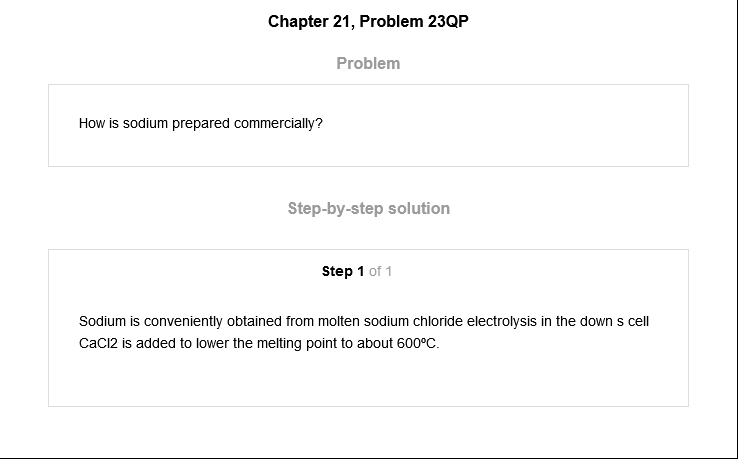 Chapter 21, Problem 23QP
Problem
How is sodium prepared commercially?
Step-by-step solution
Step 1 of 1
Sodium is conveniently obtained from molten sodium chloride electrolysis in the down s cell
CaCl2 is added to lower the melting point to about 600ºC.